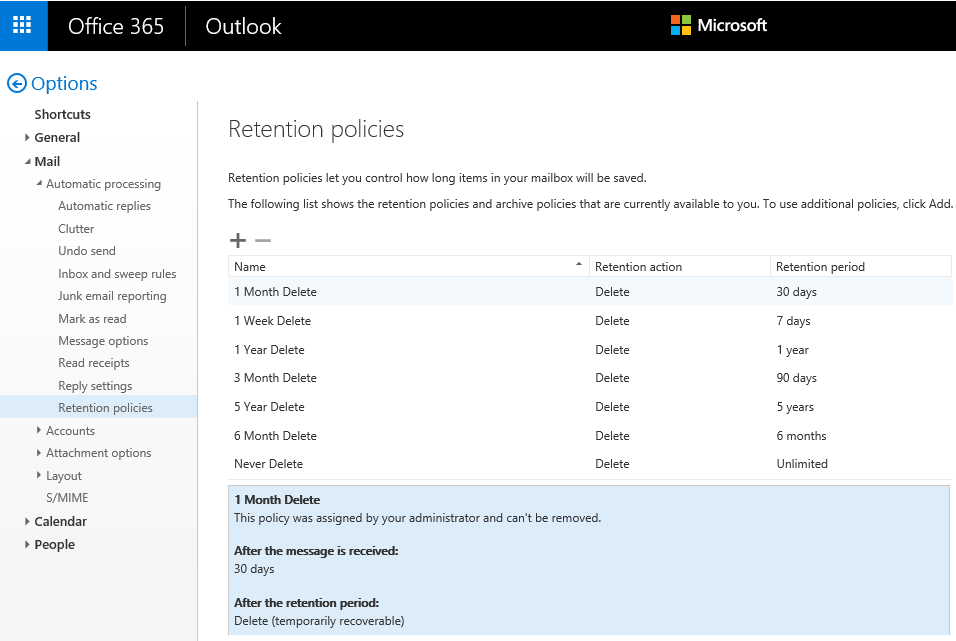 Office 365 Outlook Microsoft
Options
Shortcuts
General
Mail
Automatic processing
Automatic replies
Clutter
Undo send
Inbox and sweep rules
Junk email reporting
Mark as read
Message options
Read receipts
Reply settings
Retention policies
Accounts
Attachment options
Layout
S/MIME
Calendar
People
Retention policies
Retention policies let you control how long items in your mailbox will be saved.
The following list shows the retention policies and archive policies that are currently available to you. To use additional policies, click Add.
Name Retention action Retention period
1 Month Delete Delete 30 days
1 Week Delete Delete 7 days
1 Year Delete Delete 1 year
3 Month Delete Delete 90 days
5 Year Delete Delete 5 years
6 Month Delete Delete 6 months
Never Delete Delete Unlimited
1 Month Delete
This policy was assigned by your administrator and can't be removed.
After the message is received:
30 days
After the retention period:
Delete (temporarily recoverable)